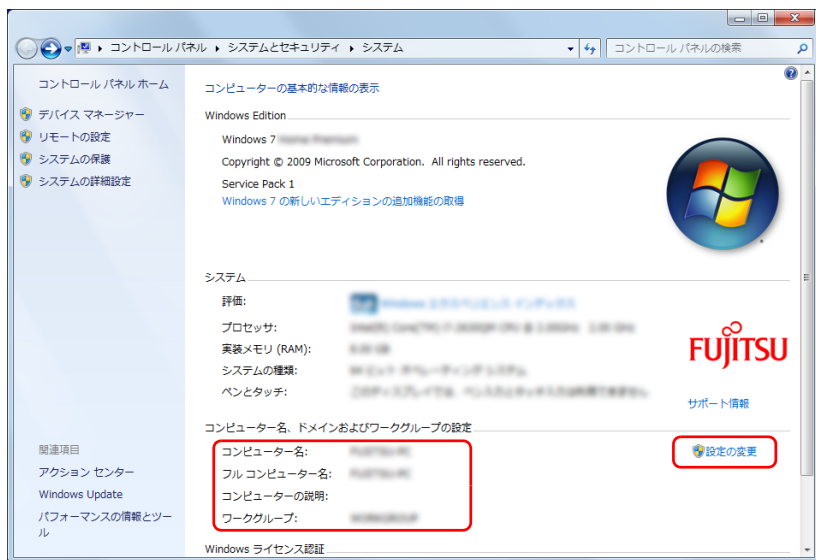 コントロール パネル ▸ システムとセキュリティ ▸ システム
コントロール パネルの検索
コントロール パネル ホーム
デバイス マネージャー
リモートの設定
システムの保護
システムの詳細設定
関連項目
アクション センター
Windows Update
パフォーマンスの情報とツー
ル
コンピューターの基本的な情報の表示
Windows Edition
Windows 7
Copyright © 2009 Microsoft Corporation. All rights reserved.
Service Pack 1
Windows 7 の新しいエディションの追加機能の取得
システム
評価:
プロセッサ:
実装メモリ (RAM):
システムの種類:
ペンとタッチ:
FUJITSU
サポート情報
コンピューター名、ドメインおよびワークグループの設定
コンピューター名:
設定の変更
フル コンピューター名:
コンピューターの説明:
ワークグループ:
Windows ライセンス認証